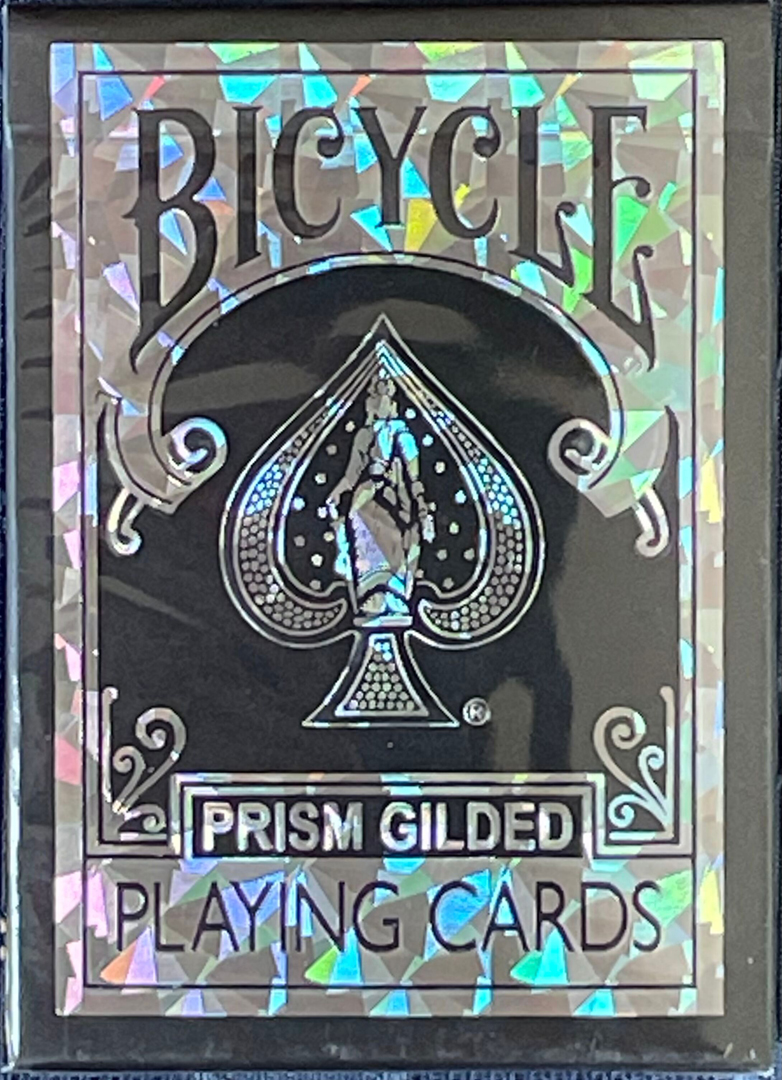 BICYCLE
®
PRISM GILDED
PLAYING CARDS